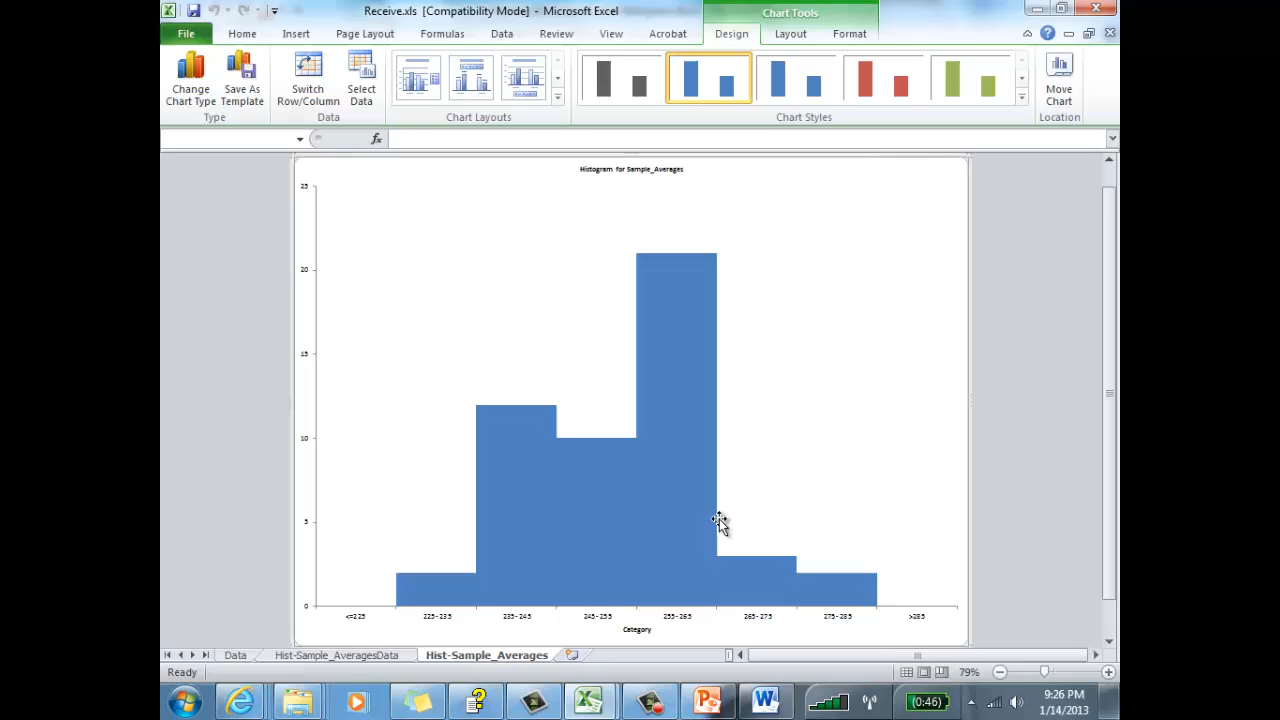 Receive.xls [Compatibility Mode] - Microsoft Excel
Chart Tools
File Home Insert Page Layout Formulas Data Review View Acrobat Design Layout Format
Change Chart Type
Save As Template
Switch Row/Column
Select Data
Move Chart
Type Data Chart Layouts Chart Styles Location
fx
Histogram for Sample_Averages
25
20
15
10
5
0
<=225 225-235 235-245 245-255 255-265 265-275 275-285 >285
Category
Data Hist-Sample_AveragesData Hist-Sample_Averages
Ready 79%
(0:46)
9:26 PM
1/14/2013